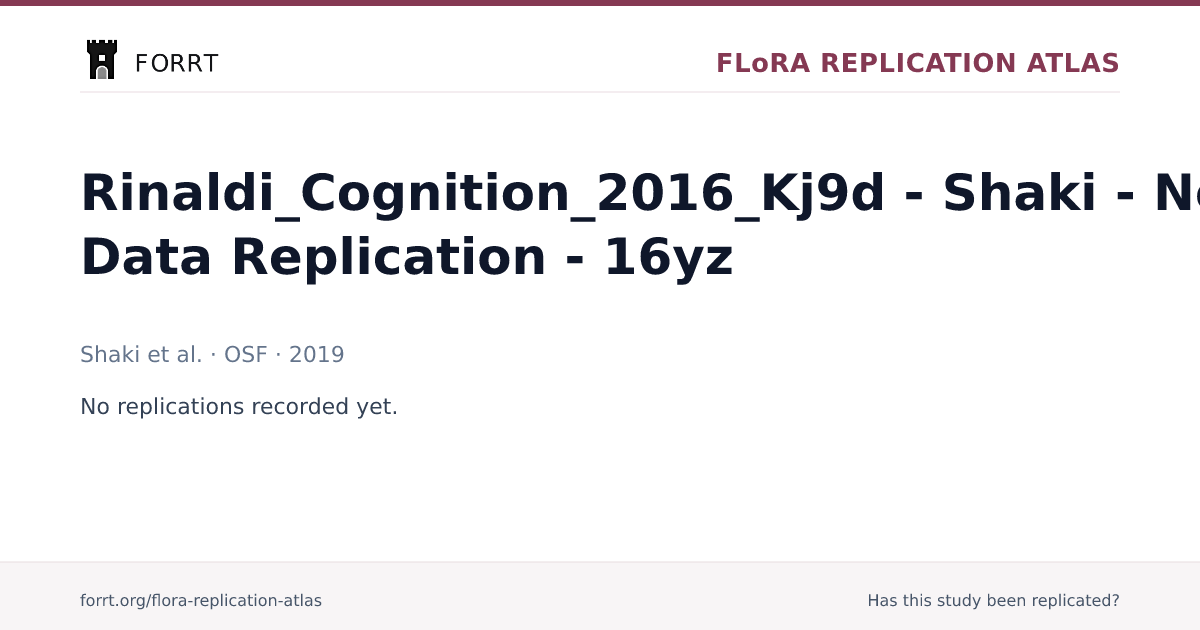 FORRT
FLoRA REPLICATION ATLAS
Rinaldi_Cognition_2016_Kj9d - Shaki -
Data Replication - 16yz
Shaki et al. · OSF · 2019
No replications recorded yet.
forrt.org/flora-replication-atlas
Has this study been replicated?